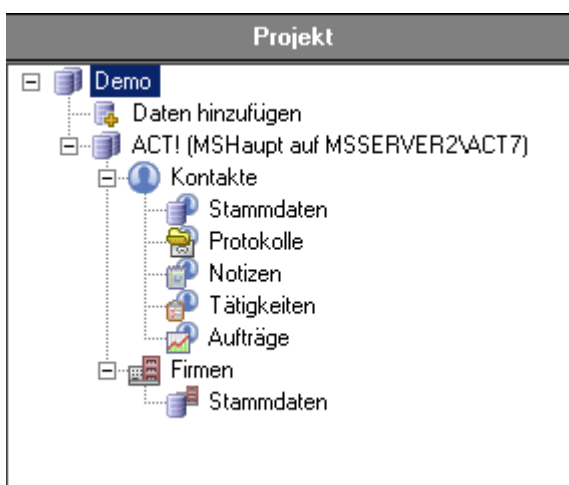 Projekt
Demo
Daten hinzufügen
ACT! (MSHaupt auf MSSERVER2\ACT7)
Kontakte
Stammdaten
Protokolle
Notizen
Tätigkeiten
Aufträge
Firmen
Stammdaten